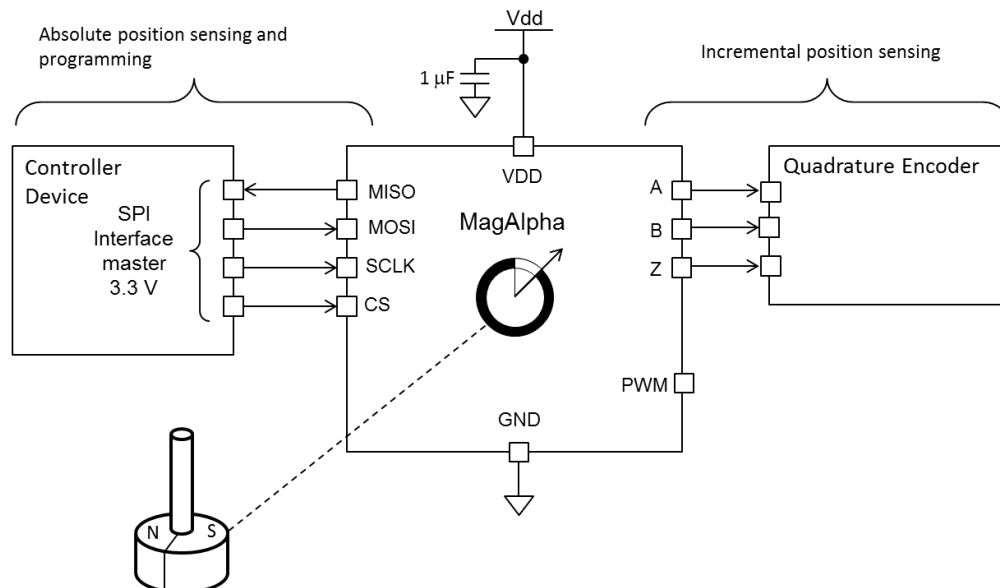 Absolute position sensing and
programming
Vdd
1 μF
Incremental position sensing
Controller
Device
SPI
Interface
master
3.3 V
MISO
MOSI
SCLK
CS
VDD
MagAlpha
GND
A
B
Z
PWM
Quadrature Encoder
N S